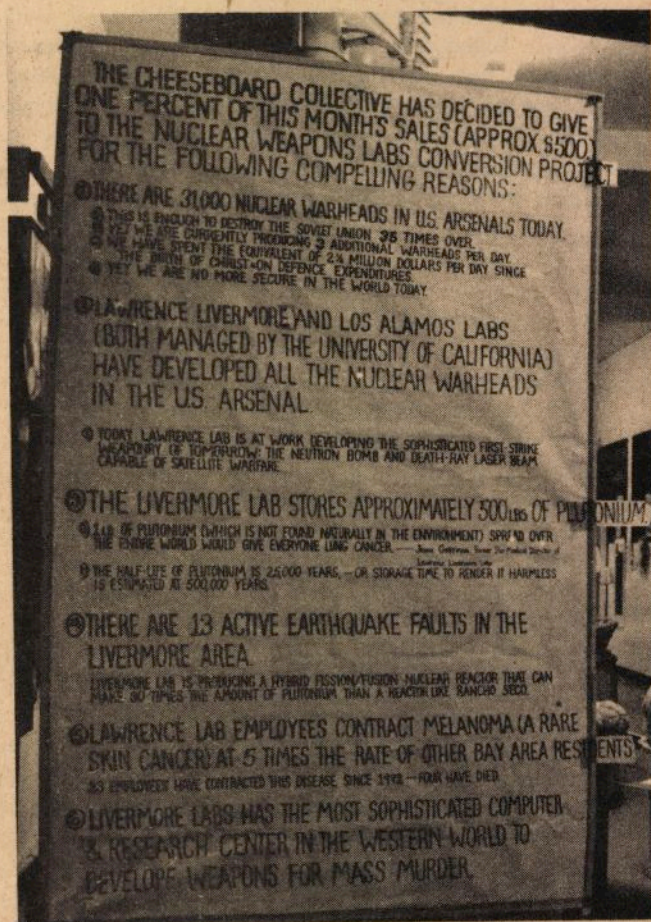 THE CHEESEBOARD COLLECTIVE HAS DECIDED TO GIVE
ONE PERCENT OF THIS MONTH'S SALES (APPROX. $500)
TO THE NUCLEAR WEAPONS LABS CONVERSION PROJECT
FOR THE FOLLOWING COMPELLING REASONS:
THERE ARE 31,000 NUCLEAR WARHEADS IN U.S. ARSENALS TODAY.
THIS IS ENOUGH TO DESTROY THE SOVIET UNION 35 TIMES OVER.
YET WE ARE CURRENTLY PRODUCING 3 ADDITIONAL WARHEADS PER DAY.
WE HAVE SPENT THE EQUIVALENT OF 2¼ MILLION DOLLARS PER DAY SINCE
THE BIRTH OF CHRIST ON DEFENCE EXPENDITURES.
YET WE ARE NO MORE SECURE IN THE WORLD TODAY.
LAWRENCE LIVERMORE AND LOS ALAMOS LABS
(BOTH MANAGED BY THE UNIVERSITY OF CALIFORNIA)
HAVE DEVELOPED ALL THE NUCLEAR WARHEADS
IN THE U.S. ARSENAL.
TODAY, LAWRENCE LAB IS AT WORK DEVELOPING THE SOPHISTICATED FIRST-STRIKE
WEAPONRY OF TOMORROW: THE NEUTRON BOMB AND DEATH-RAY LASER BEAM
CAPABLE OF SATELLITE WARFARE.
THE LIVERMORE LAB STORES APPROXIMATELY 500 LBS OF PLUTONIUM.
1 LB OF PLUTONIUM (WHICH IS NOT FOUND NATURALLY IN THE ENVIRONMENT) SPREAD OVER
THE ENTIRE WORLD WOULD GIVE EVERYONE LUNG CANCER.
THE HALF-LIFE OF PLUTONIUM IS 25,000 YEARS, — OR STORAGE TIME TO RENDER IT HARMLESS
IS ESTIMATED AT 500,000 YEARS.
THERE ARE 13 ACTIVE EARTHQUAKE FAULTS IN THE
LIVERMORE AREA.
LIVERMORE LAB IS PRODUCING A HYBRID FISSION/FUSION NUCLEAR REACTOR THAT CAN
MAKE 30 TIMES THE AMOUNT OF PLUTONIUM THAN A REACTOR LIKE RANCHO SECO.
LAWRENCE LAB EMPLOYEES CONTRACT MELANOMA (A RARE
SKIN CANCER) AT 5 TIMES THE RATE OF OTHER BAY AREA RESIDENTS
EMPLOYEES HAVE CONTRACTED THIS DISEASE SINCE — FOUR HAVE DIED.
LIVERMORE LABS HAS THE MOST SOPHISTICATED COMPUTER
& RESEARCH CENTER IN THE WESTERN WORLD TO
DEVELOPE WEAPONS FOR MASS MURDER.